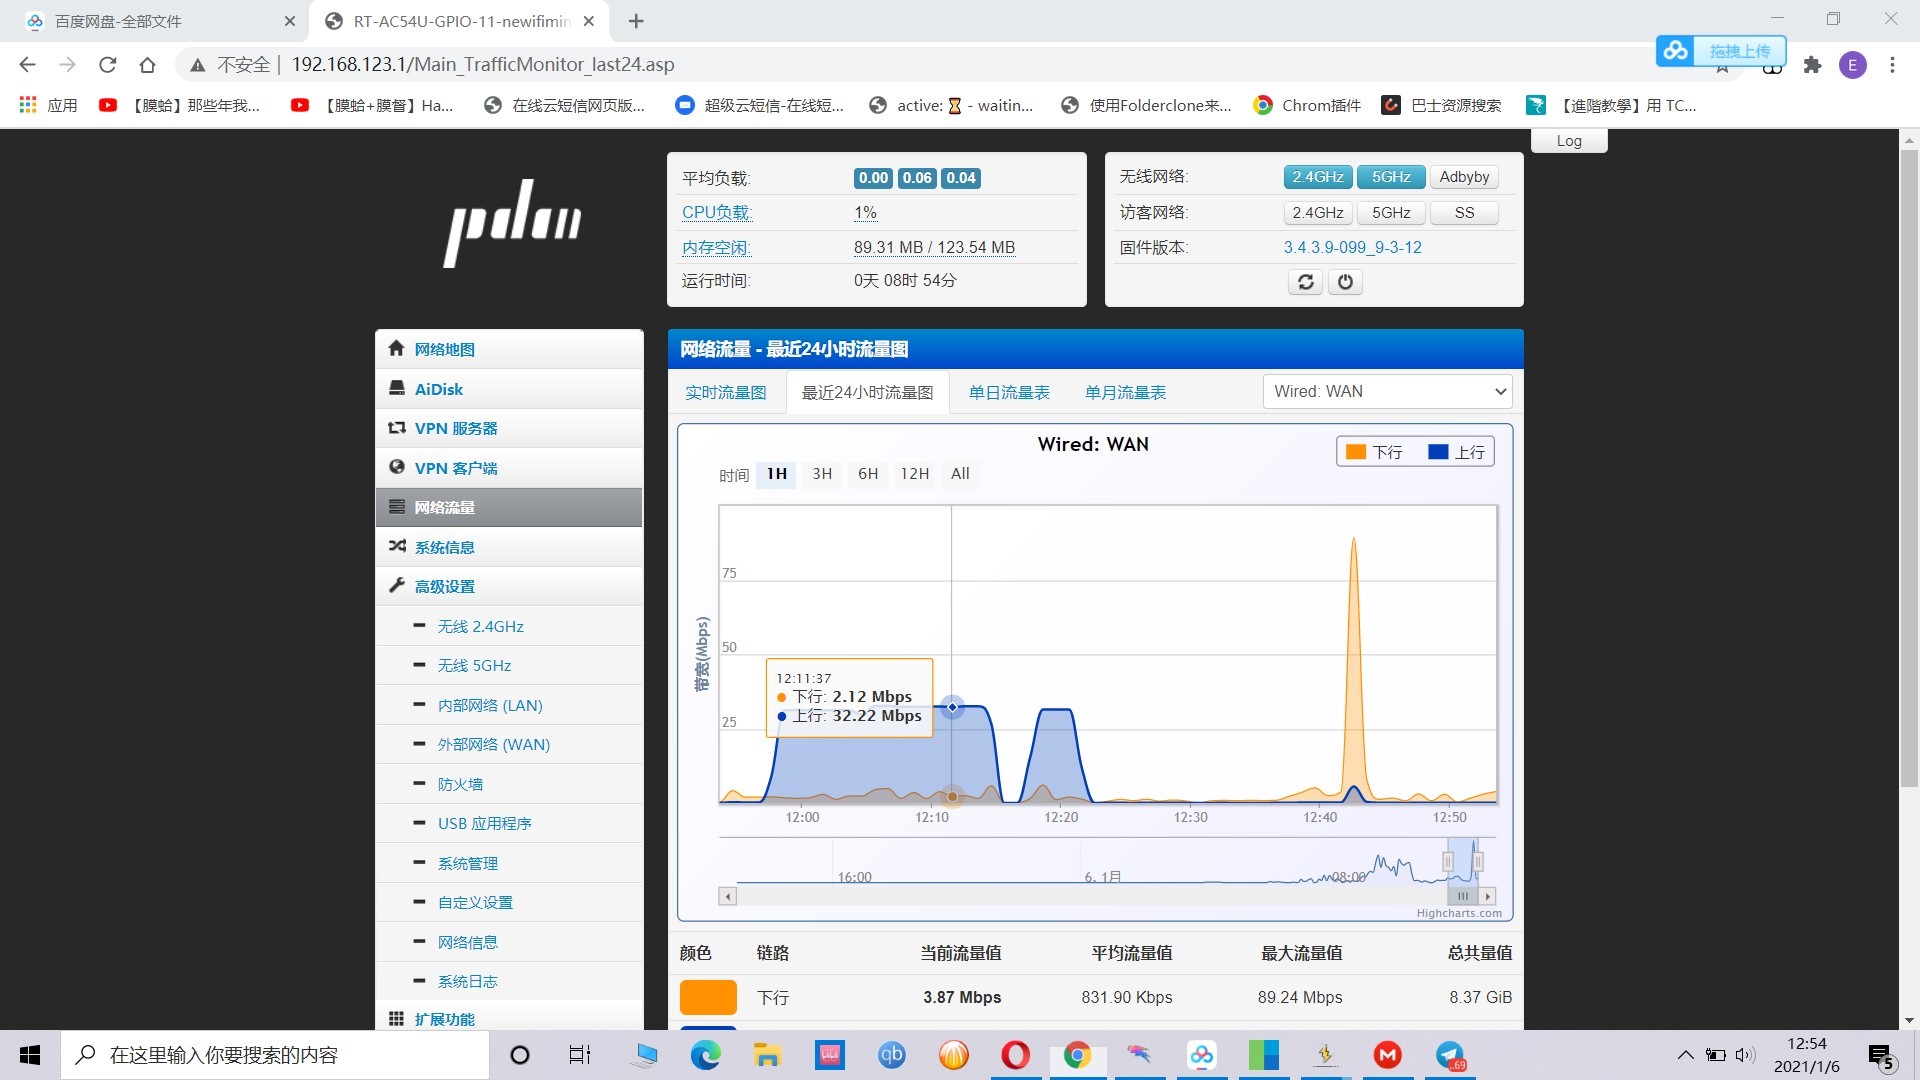 百度网盘-全部文件
RT-AC54U-GPIO-11-newifimin
不安全 | 192.168.123.1/Main_TrafficMonitor_last24.asp
拖拽上传
E
应用
【膜蛤】那些年我...
【膜蛤+膜督】Ha...
在线云短信网页版...
超级云短信-在线短...
active: ⌛ - waitin...
使用Folderclone来...
Chrom插件
巴士资源搜索
【進階教學】用 TC...
Log
平均负载: 0.00 0.06 0.04
CPU负载: 1%
内存空闲: 89.31 MB / 123.54 MB
运行时间: 0天 08时 54分
无线网络: 2.4GHz 5GHz Adbyby
访客网络: 2.4GHz 5GHz SS
固件版本: 3.4.3.9-099_9-3-12
网络地图
AiDisk
VPN 服务器
VPN 客户端
网络流量
系统信息
高级设置
无线 2.4GHz
无线 5GHz
内部网络 (LAN)
外部网络 (WAN)
防火墙
USB 应用程序
系统管理
自定义设置
网络信息
系统日志
扩展功能
网络流量 - 最近24小时流量图
实时流量图 最近24小时流量图 单日流量表 单月流量表 Wired: WAN
Wired: WAN
下行 上行
时间 1H 3H 6H 12H All
带宽(Mbps)
75
50
25
12:11:37
下行: 2.12 Mbps
上行: 32.22 Mbps
12:00 12:10 12:20 12:30 12:40 12:50
16:00 6. 1月 08:00
Highcharts.com
颜色 链路 当前流量值 平均流量值 最大流量值 总共量值
下行 3.87 Mbps 831.90 Kbps 89.24 Mbps 8.37 GiB
在这里输入你要搜索的内容
qb
69
12:54
2021/1/6
5